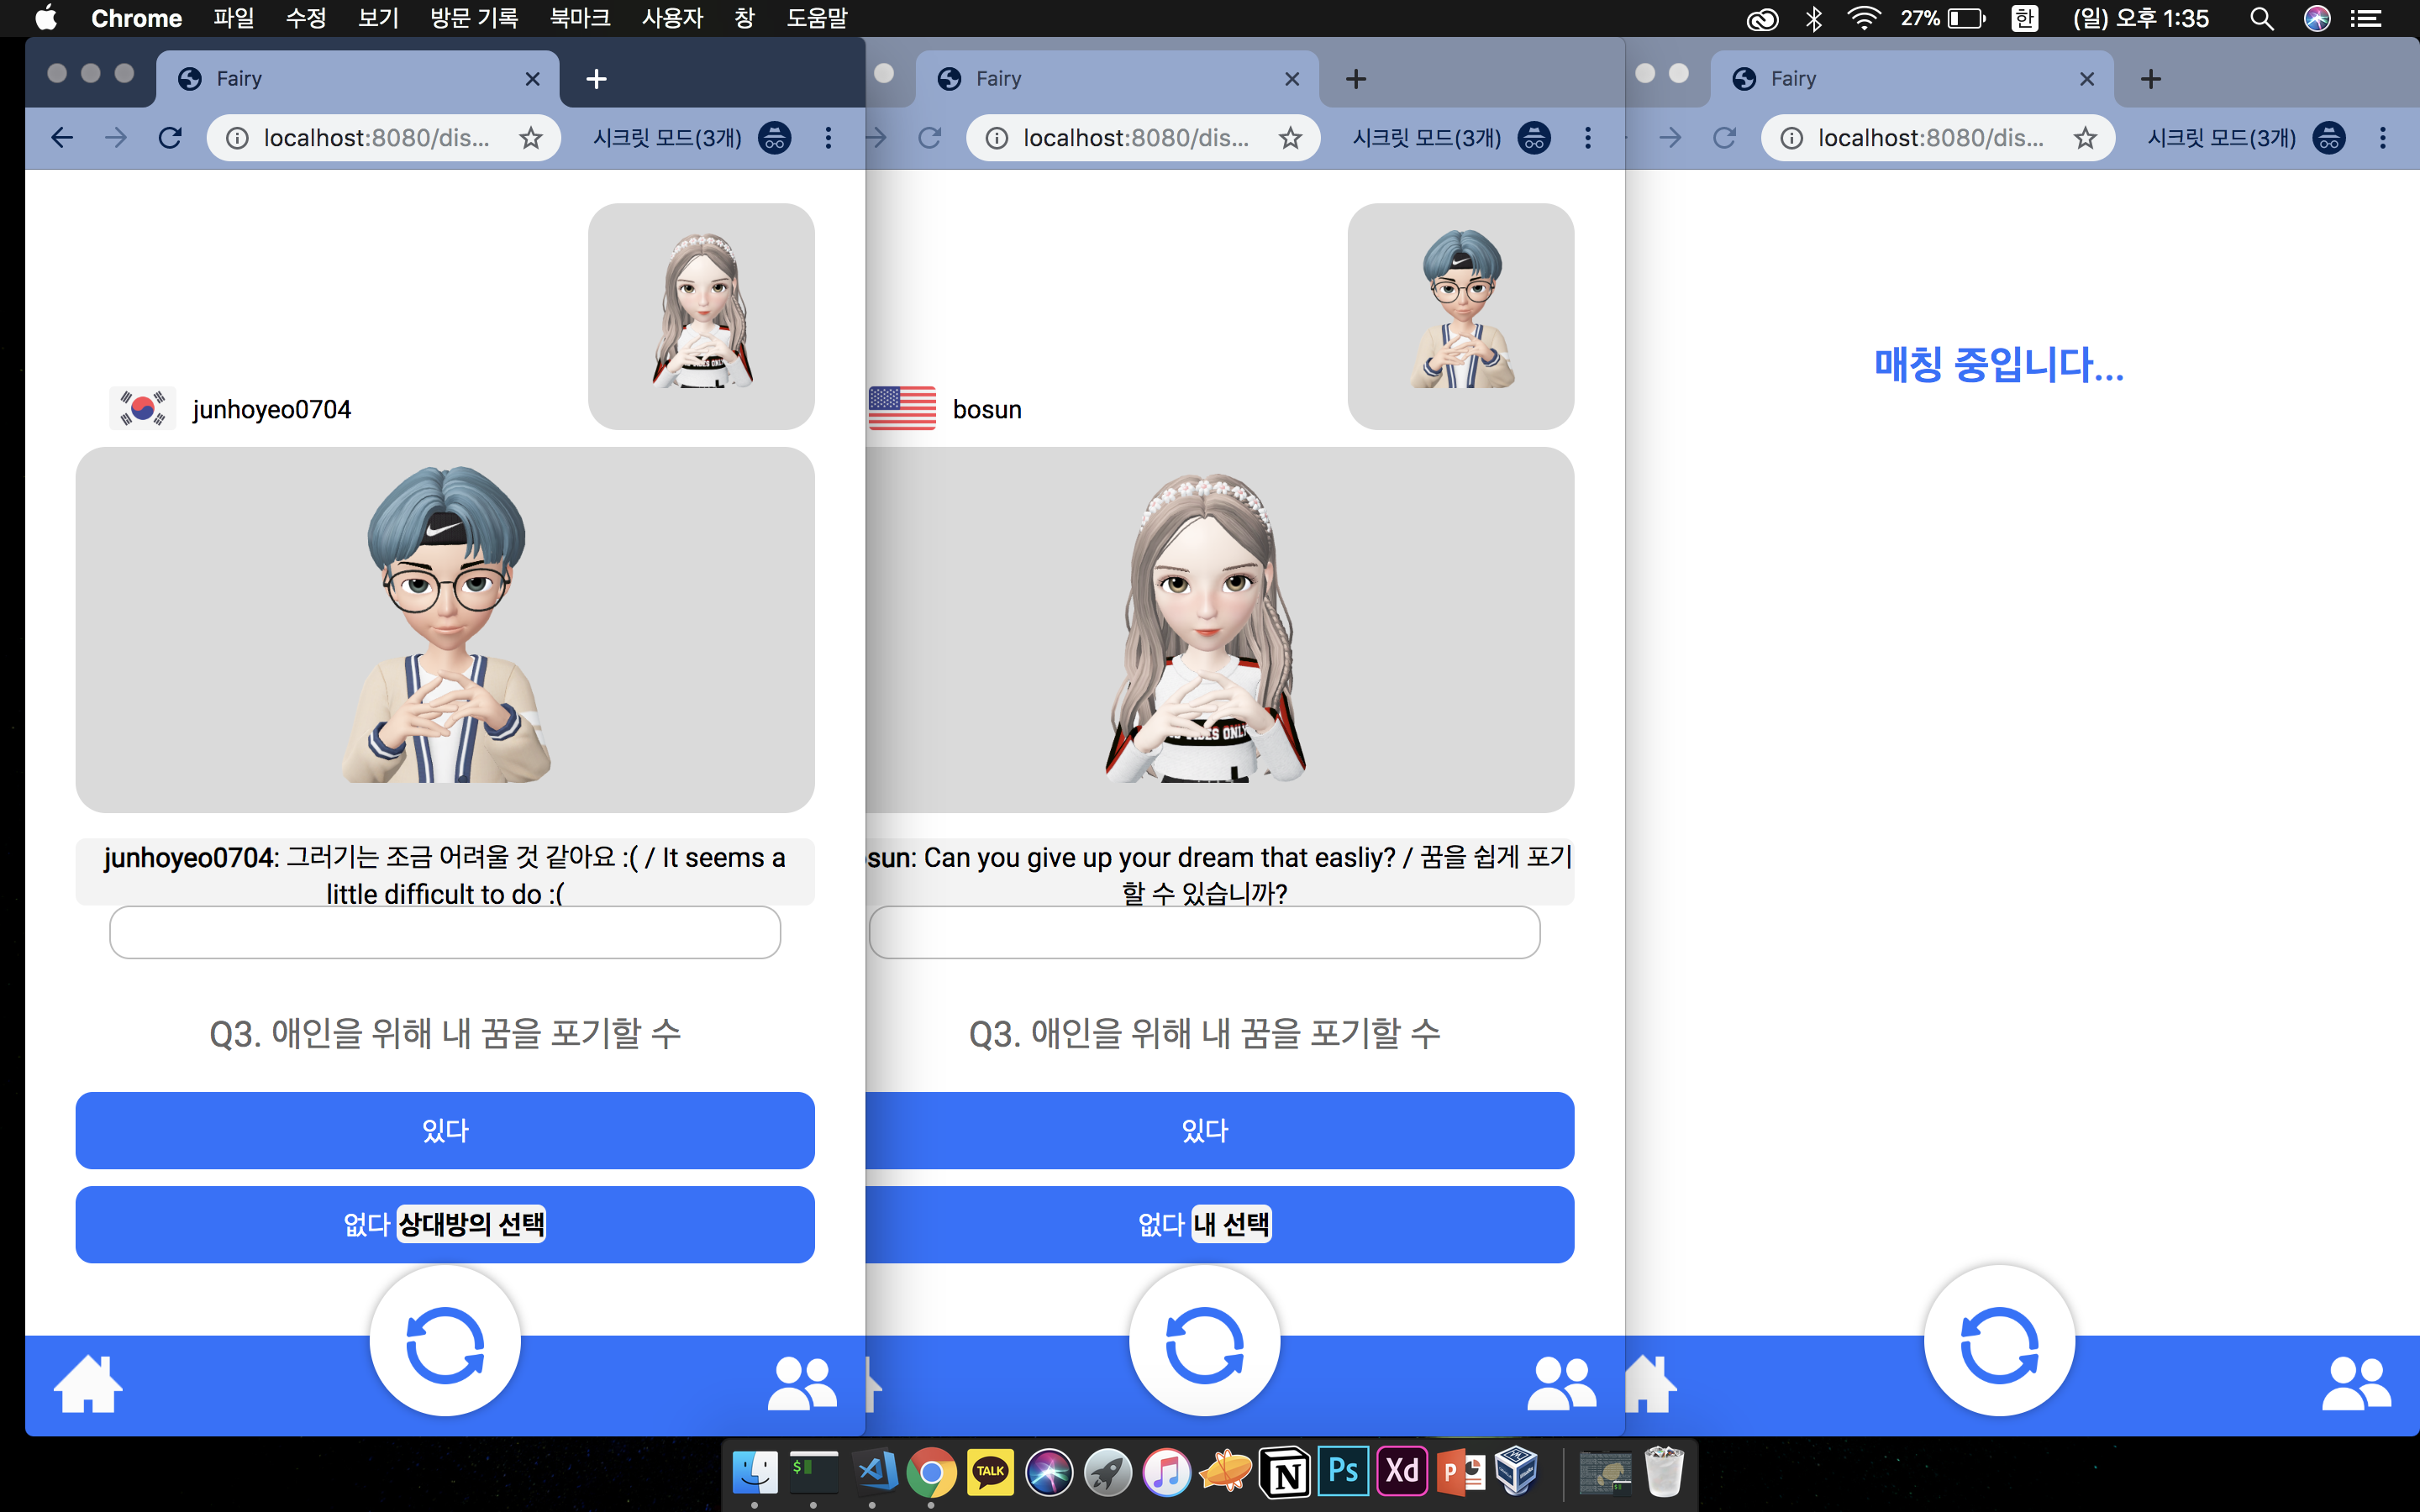 Chrome 파일 수정 보기 방문 기록 북마크 사용자 창 도움말 27% 한 (일) 오후 1:35
Fairy
localhost:8080/dis... 시크릿 모드(3개)
junhoyeo0704
junhoyeo0704: 그러기는 조금 어려울 것 같아요 :( / It seems a
little difficult to do :(
Q3. 애인을 위해 내 꿈을 포기할 수
있다
없다 상대방의 선택
Fairy
localhost:8080/dis... 시크릿 모드(3개)
bosun
VIBES ONLY
sun: Can you give up your dream that easliy? / 꿈을 쉽게 포기
할 수 있습니까?
Q3. 애인을 위해 내 꿈을 포기할 수
있다
없다 내 선택
Fairy
localhost:8080/dis... 시크릿 모드(3개)
매칭 중입니다...
$ TALK N Ps Xd P